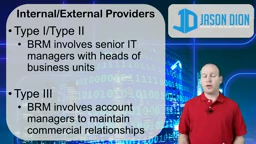 Internal/External Providers
JASON DION
• Type I/Type II
• BRM involves senior IT
managers with heads of
business units
• Type III
• BRM involves account
managers to maintain
commercial relationships